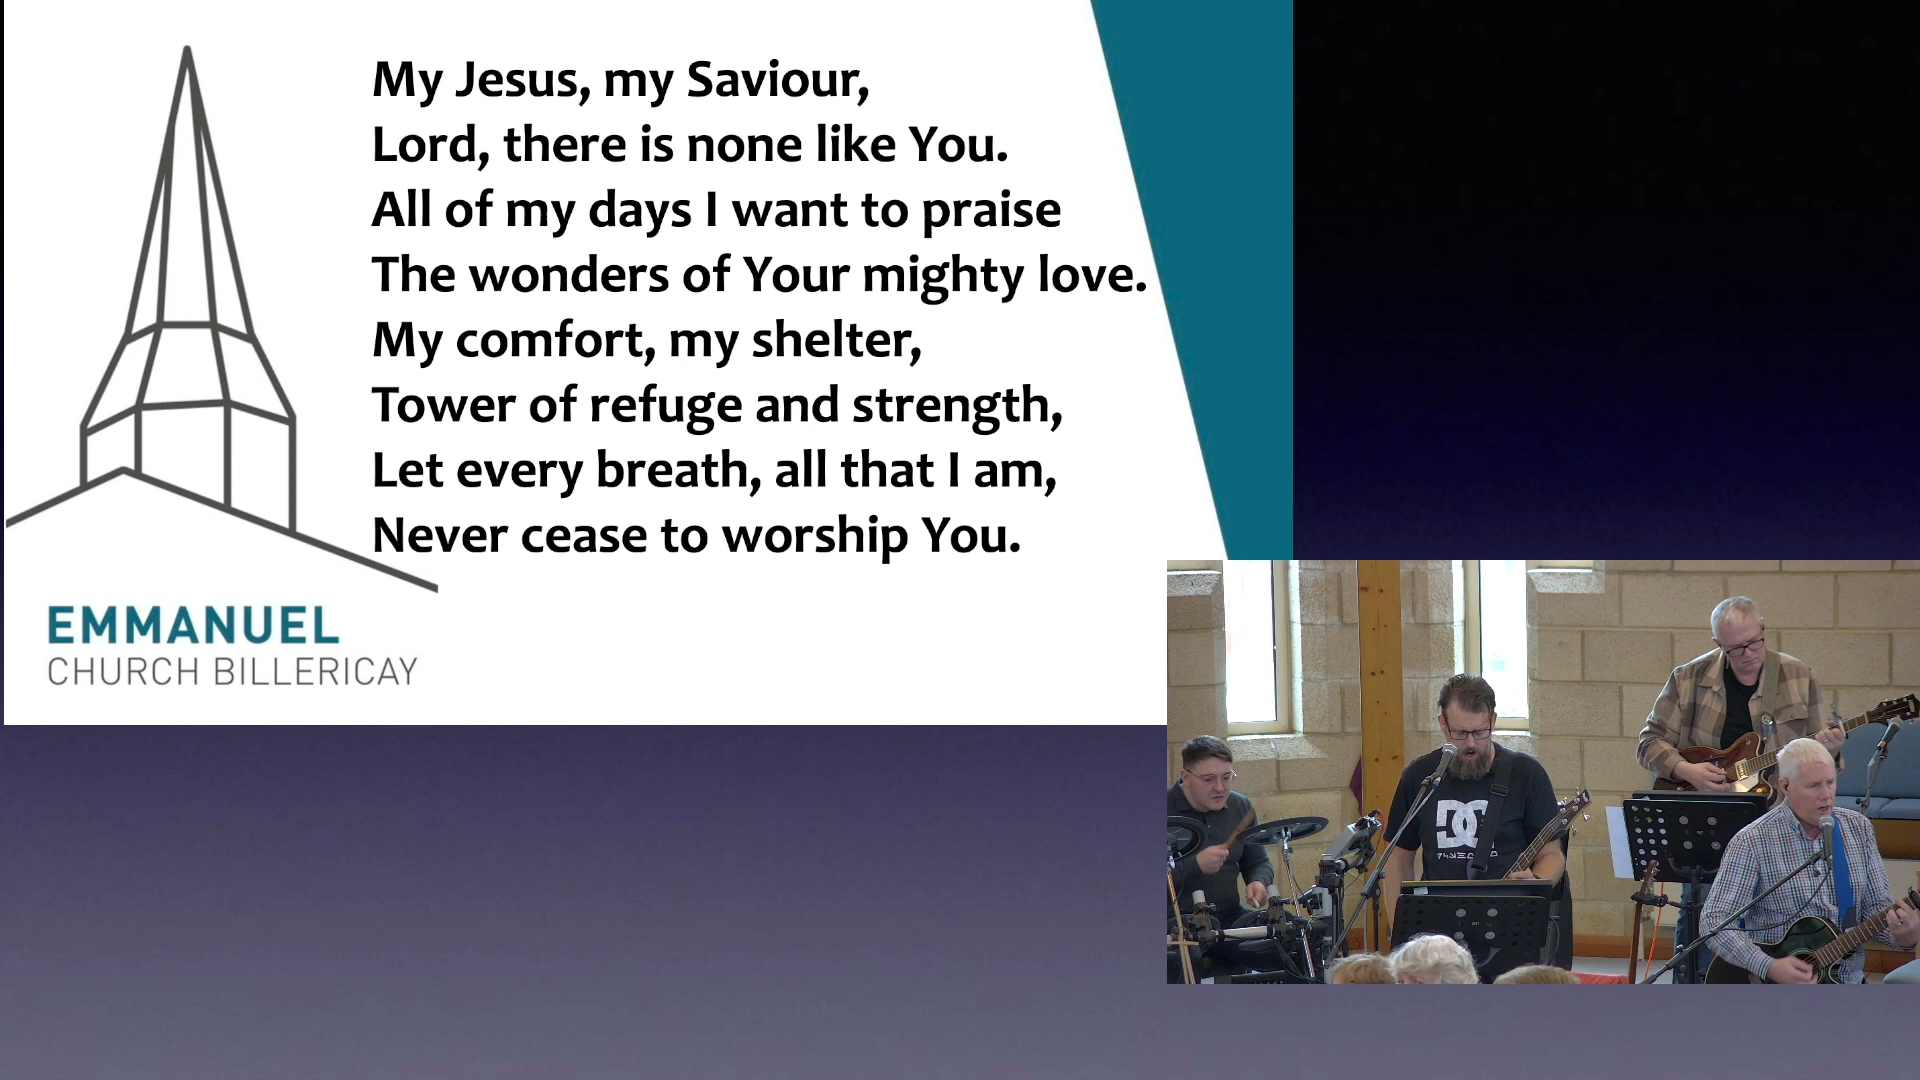 My Jesus, my Saviour,
Lord, there is none like You.
All of my days I want to praise
The wonders of Your mighty love.
My comfort, my shelter,
Tower of refuge and strength,
Let every breath, all that I am,
Never cease to worship You.
EMMANUEL
CHURCH BILLERICAY